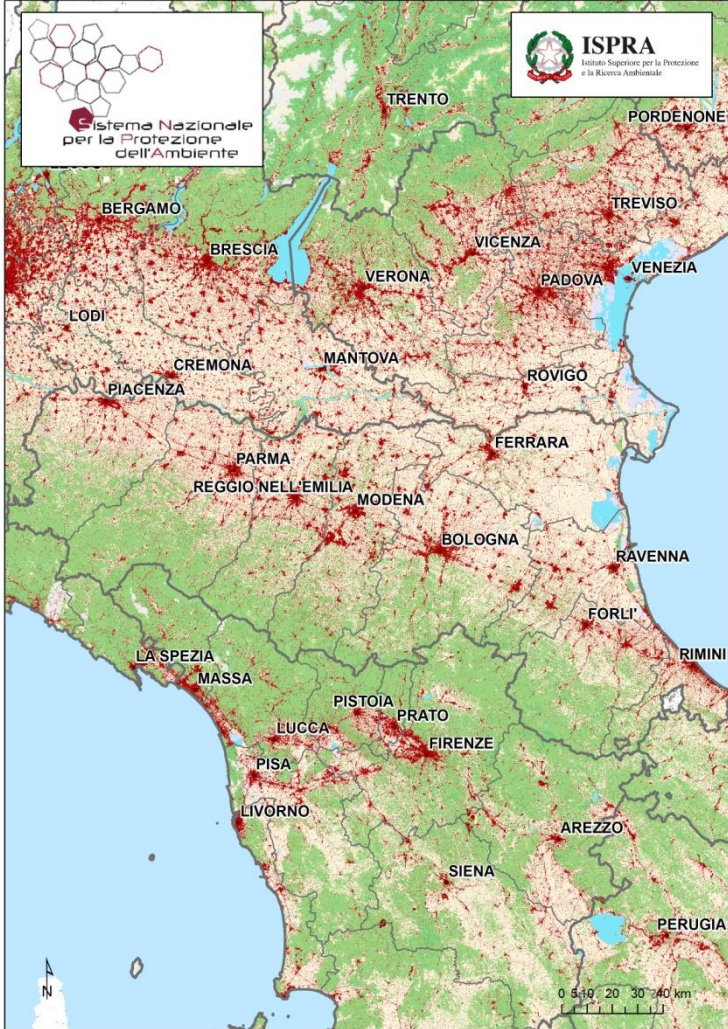 Sistema Nazionale
per la Protezione
dell'Ambiente
ISPRA
Istituto Superiore per la Protezione
e la Ricerca Ambientale
TRENTO
PORDENONE
BERGAMO
TREVISO
BRESCIA
VICENZA
VERONA
PADOVA
VENEZIA
LODI
MANTOVA
CREMONA
ROVIGO
PIACENZA
FERRARA
PARMA
REGGIO NELL'EMILIA
MODENA
BOLOGNA
RAVENNA
FORLI'
RIMINI
LA SPEZIA
MASSA
PISTOIA
PRATO
LUCCA
FIRENZE
PISA
LIVORNO
AREZZO
SIENA
PERUGIA
N
0 5 10 20 30 40 km